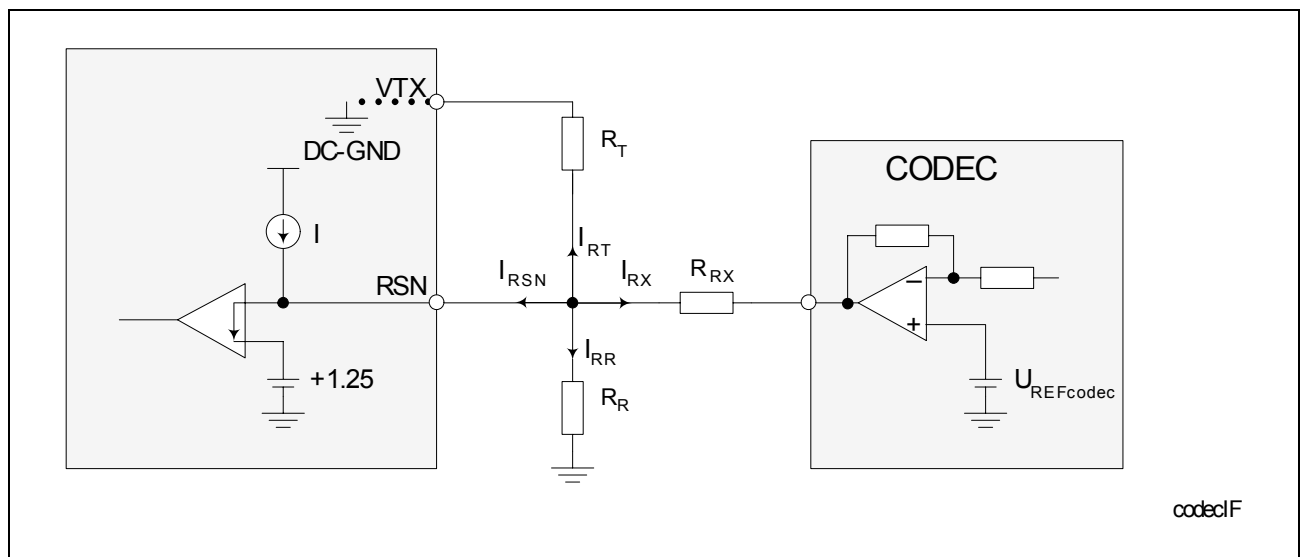 VTX
DC-GND
R_T
CODEC
I
I_RT
I_RX
R_RX
I_RSN
RSN
−
+
I_RR
+1.25
R_R
U_REFcodec
codecIF